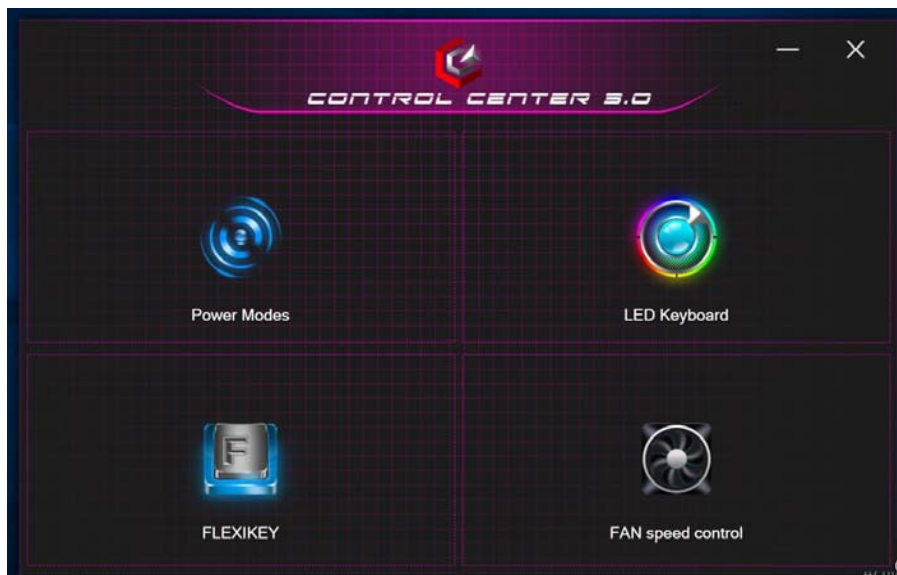 CONTROL CENTER 3.0
Power Modes
LED Keyboard
FLEXIKEY
FAN speed control